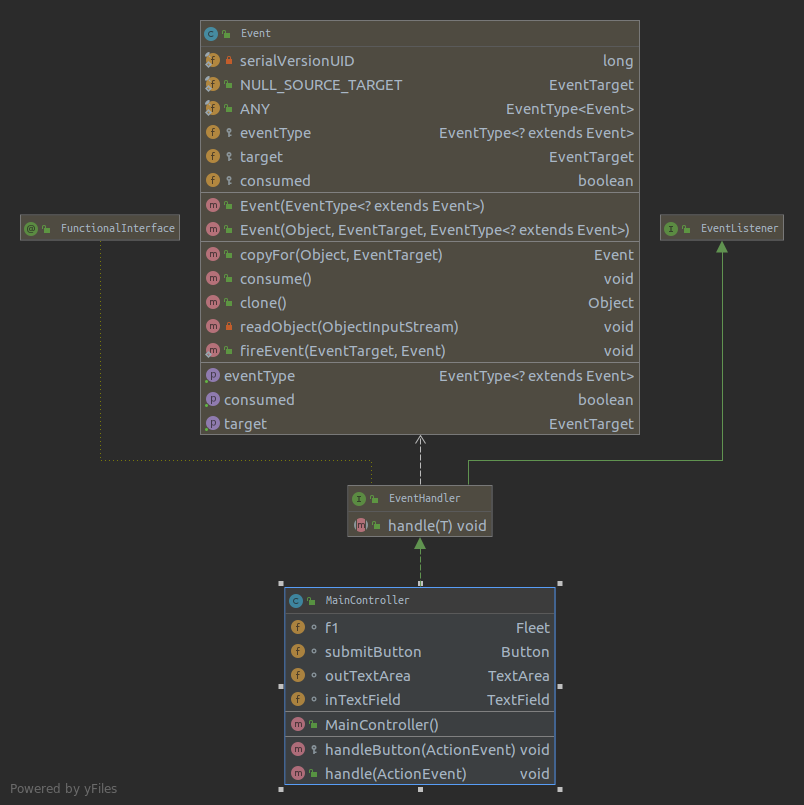 Event
serialVersionUID long
NULL_SOURCE_TARGET EventTarget
ANY EventType<Event>
eventType EventType<? extends Event>
target EventTarget
consumed boolean
Event(EventType<? extends Event>)
Event(Object, EventTarget, EventType<? extends Event>)
copyFor(Object, EventTarget) Event
consume() void
clone() Object
readObject(ObjectInputStream) void
fireEvent(EventTarget, Event) void
eventType EventType<? extends Event>
consumed boolean
target EventTarget
FunctionalInterface
EventListener
EventHandler
handle(T) void
MainController
f1 Fleet
submitButton Button
outTextArea TextArea
inTextField TextField
MainController()
handleButton(ActionEvent) void
handle(ActionEvent) void
Powered by yFiles